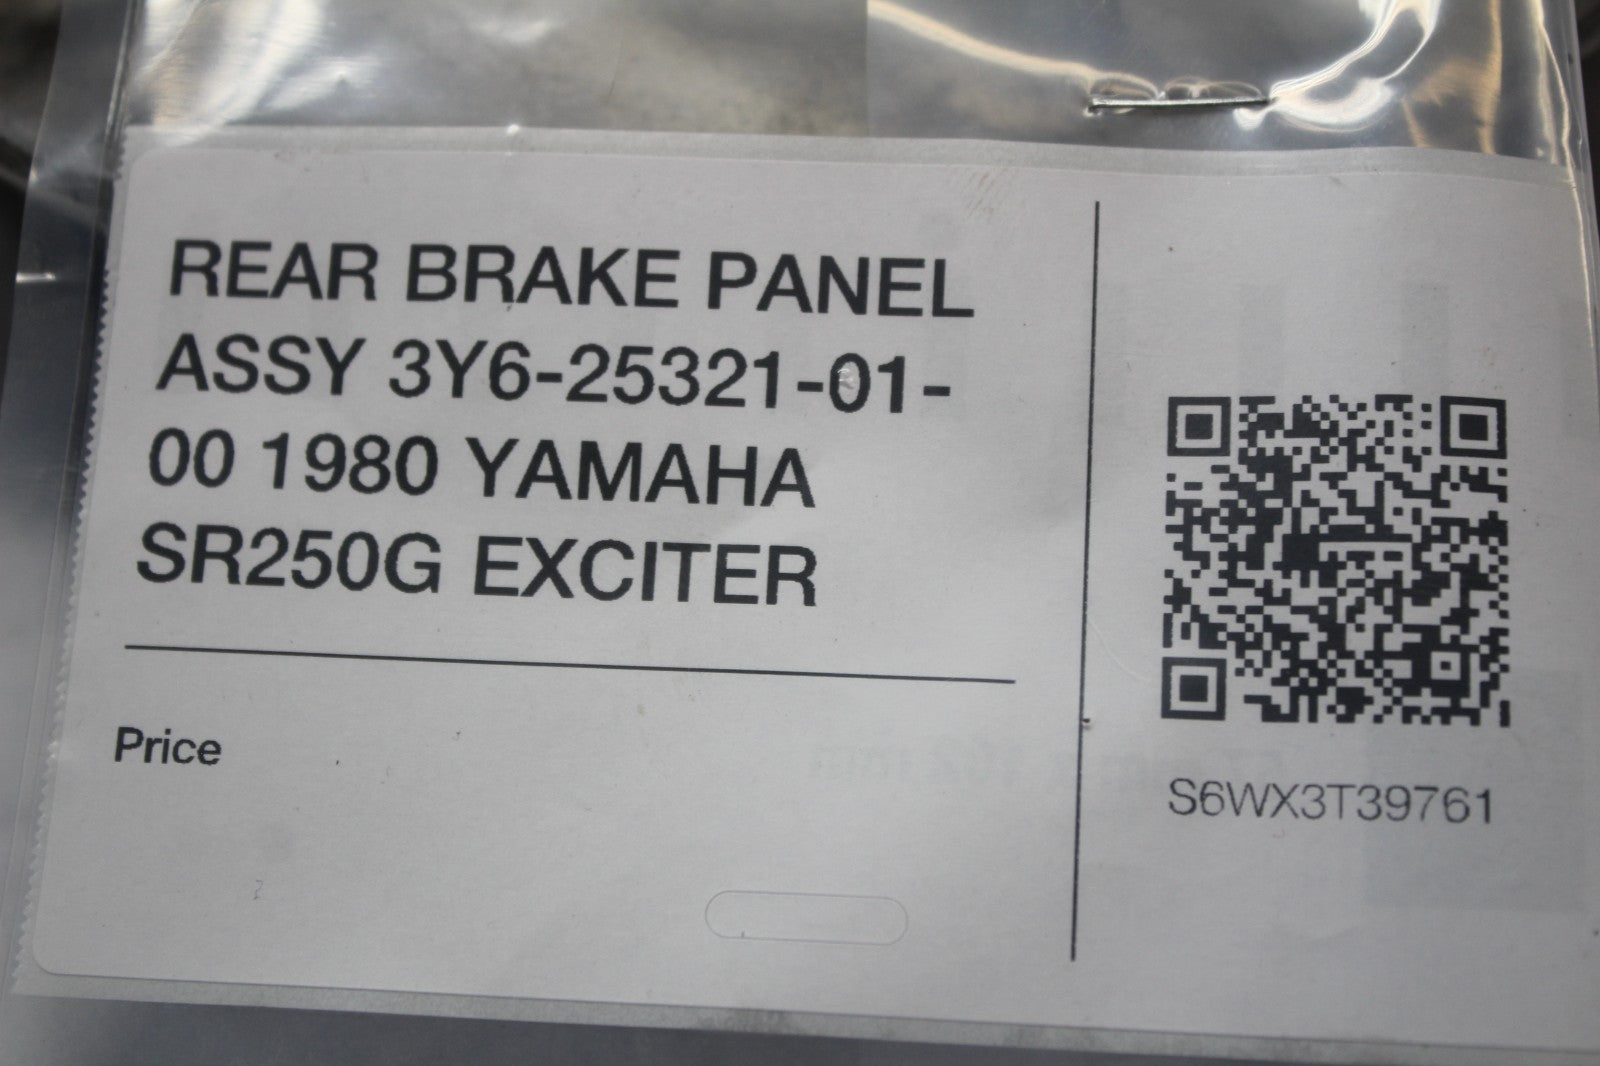 REAR BRAKE PANEL
ASSY 3Y6-25321-01-
00 1980 YAMAHA
SR250G EXCITER
Price
S6WX3T39761